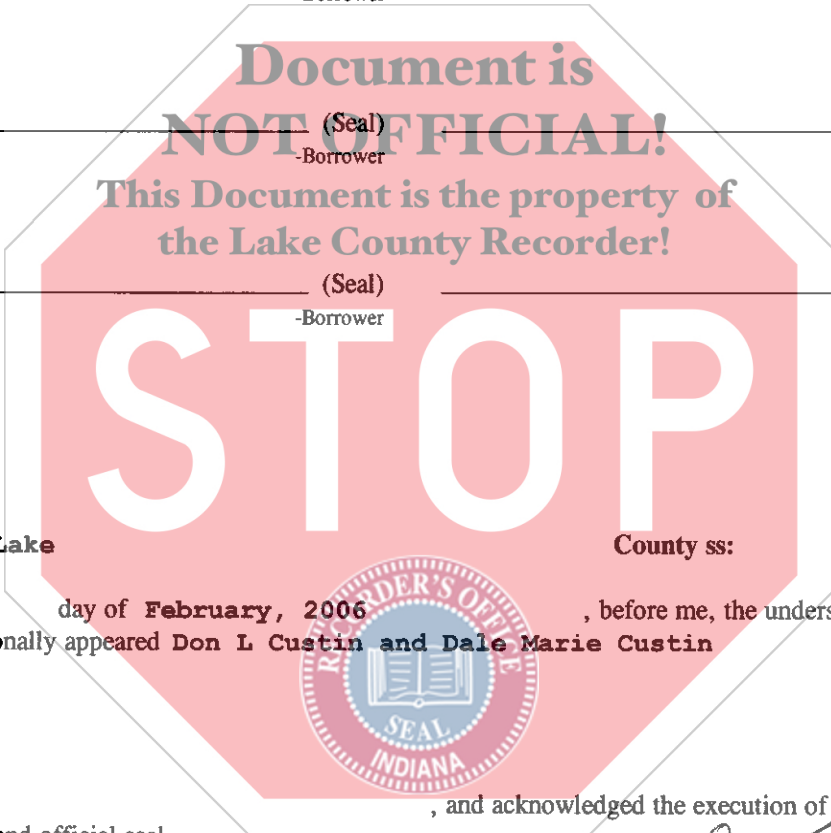 Document is
NOT OFFICIAL!
(Seal)
-Borrower
This Document is the property of
the Lake County Recorder!
(Seal)
-Borrower
STOP
Lake County ss:
day of February, 2006 , before me, the unders
onally appeared Don L Custin and Dale Marie Custin
RECORDER'S OFFICE
SEAL
INDIANA
, and acknowledged the execution of